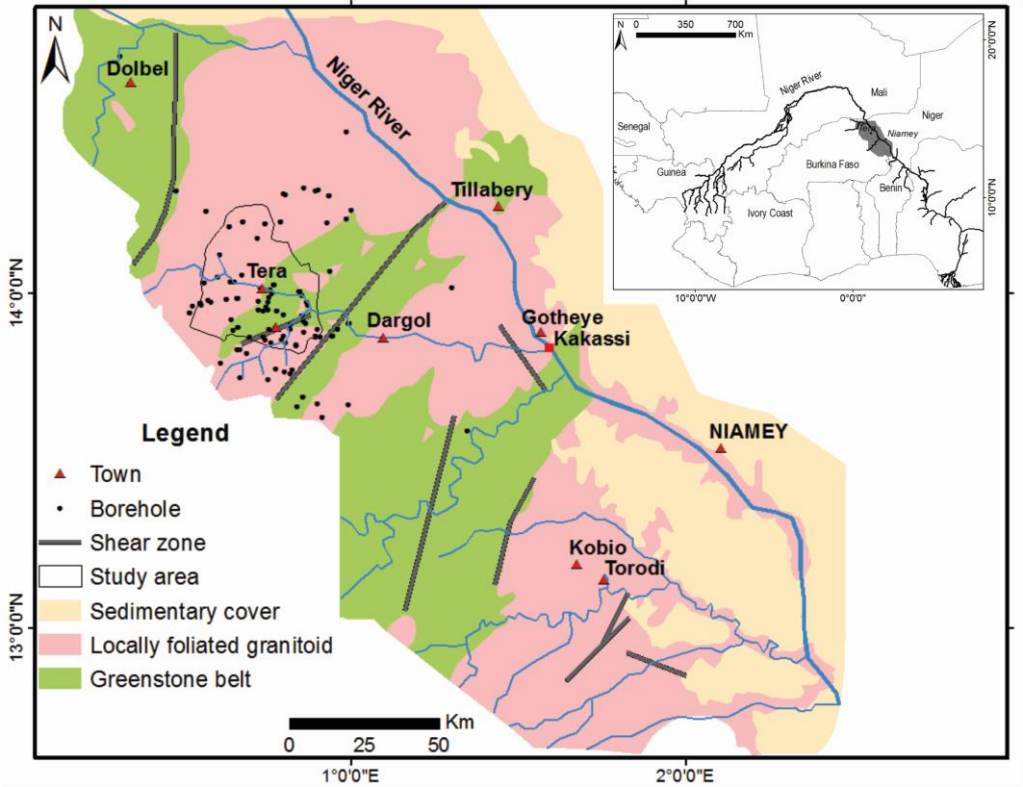 N
Dolbel
Niger River
Tillabery
Tera
Dargol
Gotheye
Kakassi
NIAMEY
Kobio
Torodi
Legend
Town
Borehole
Shear zone
Study area
Sedimentary cover
Locally foliated granitoid
Greenstone belt
Km
0 25 50
14°0'0"N
13°0'0"N
1°0'0"E
2°0'0"E
N
0 350 700
Km
Niger River
Mali
Niger
Senegal
Niamey
Guinea
Burkina Faso
Benin
Ivory Coast
20°0'0"N
10°0'0"N
10°0'0"W
0°0'0"